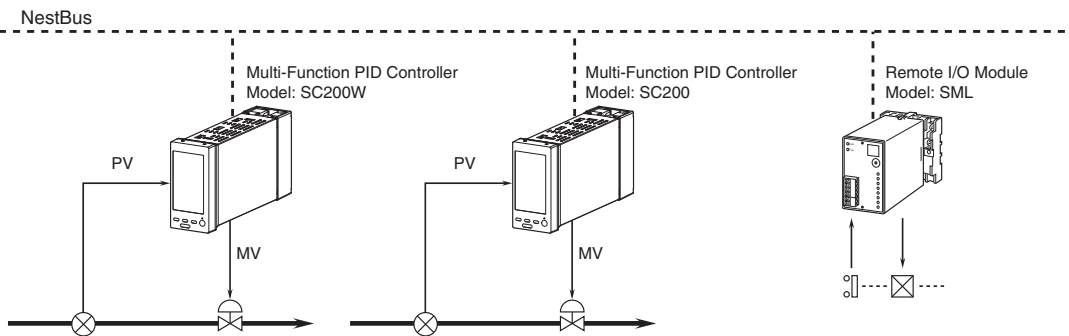 NestBus
Multi-Function PID Controller
Model: SC200W
Multi-Function PID Controller
Model: SC200
Remote I/O Module
Model: SML
PV
PV
MV
MV